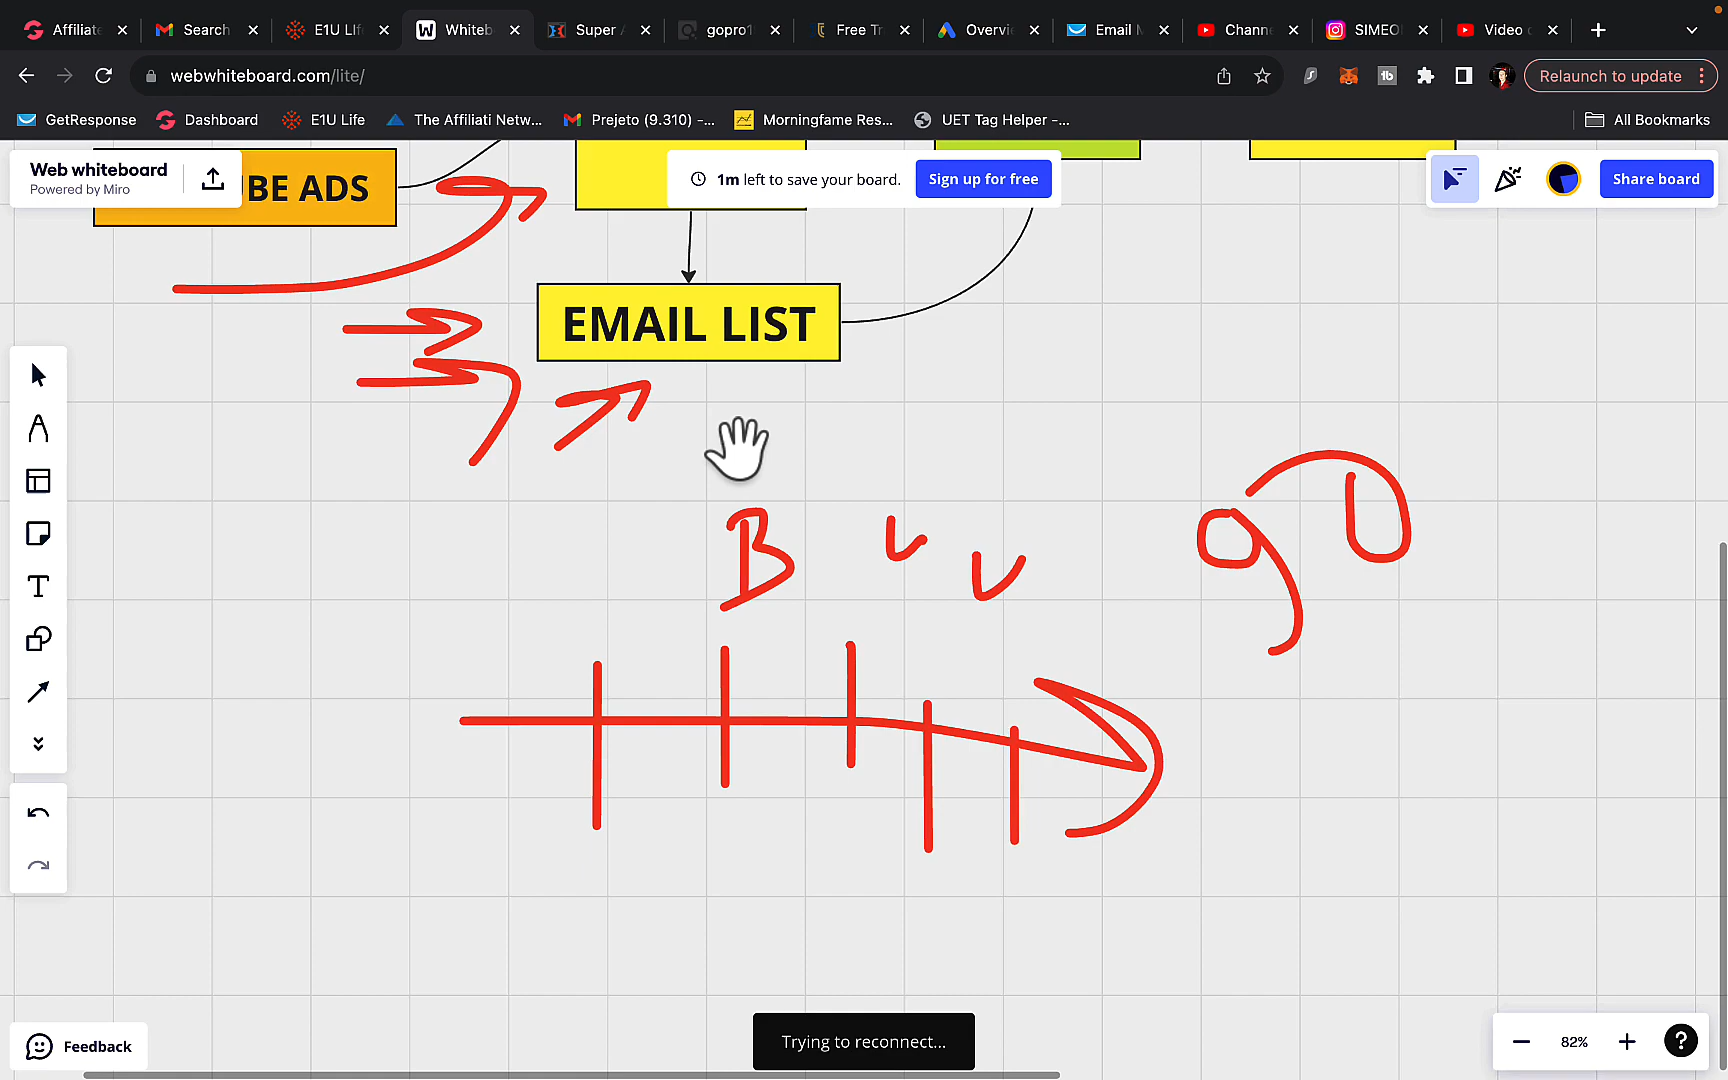 Affiliat
Search
E1U LIf
Whiteb
Super A
gopro1
Free Tr
Overvi
Email M
Chann
SIMEO
Video c
webwhiteboard.com/lite/
Relaunch to update
GetResponse
Dashboard
E1U Life
The Affiliati Netw...
Prejeto (9.310) -...
Morningfame Res...
UET Tag Helper -...
All Bookmarks
Web whiteboard
Powered by Miro
BE ADS
1m left to save your board.
Sign up for free
Share board
EMAIL LIST
B
90
Feedback
Trying to reconnect...
82%